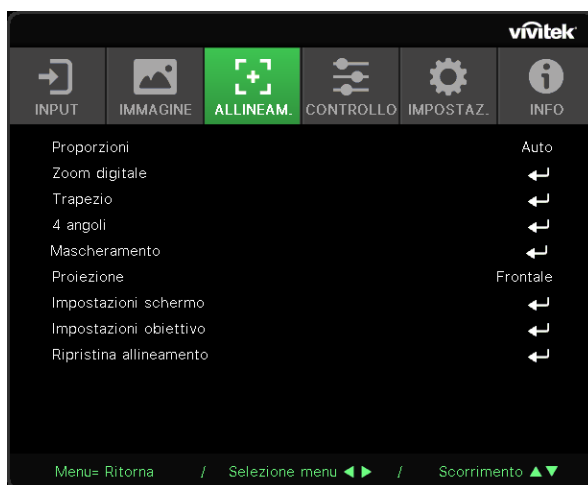 vivitek
INPUT IMMAGINE ALLINEAM. CONTROLLO IMPOSTAZ. INFO
Proporzioni Auto
Zoom digitale
Trapezio
4 angoli
Mascheramento
Proiezione Frontale
Impostazioni schermo
Impostazioni obiettivo
Ripristina allineamento
Menu= Ritorna / Selezione menu ◀ ▶ / Scorrimento ▲▼